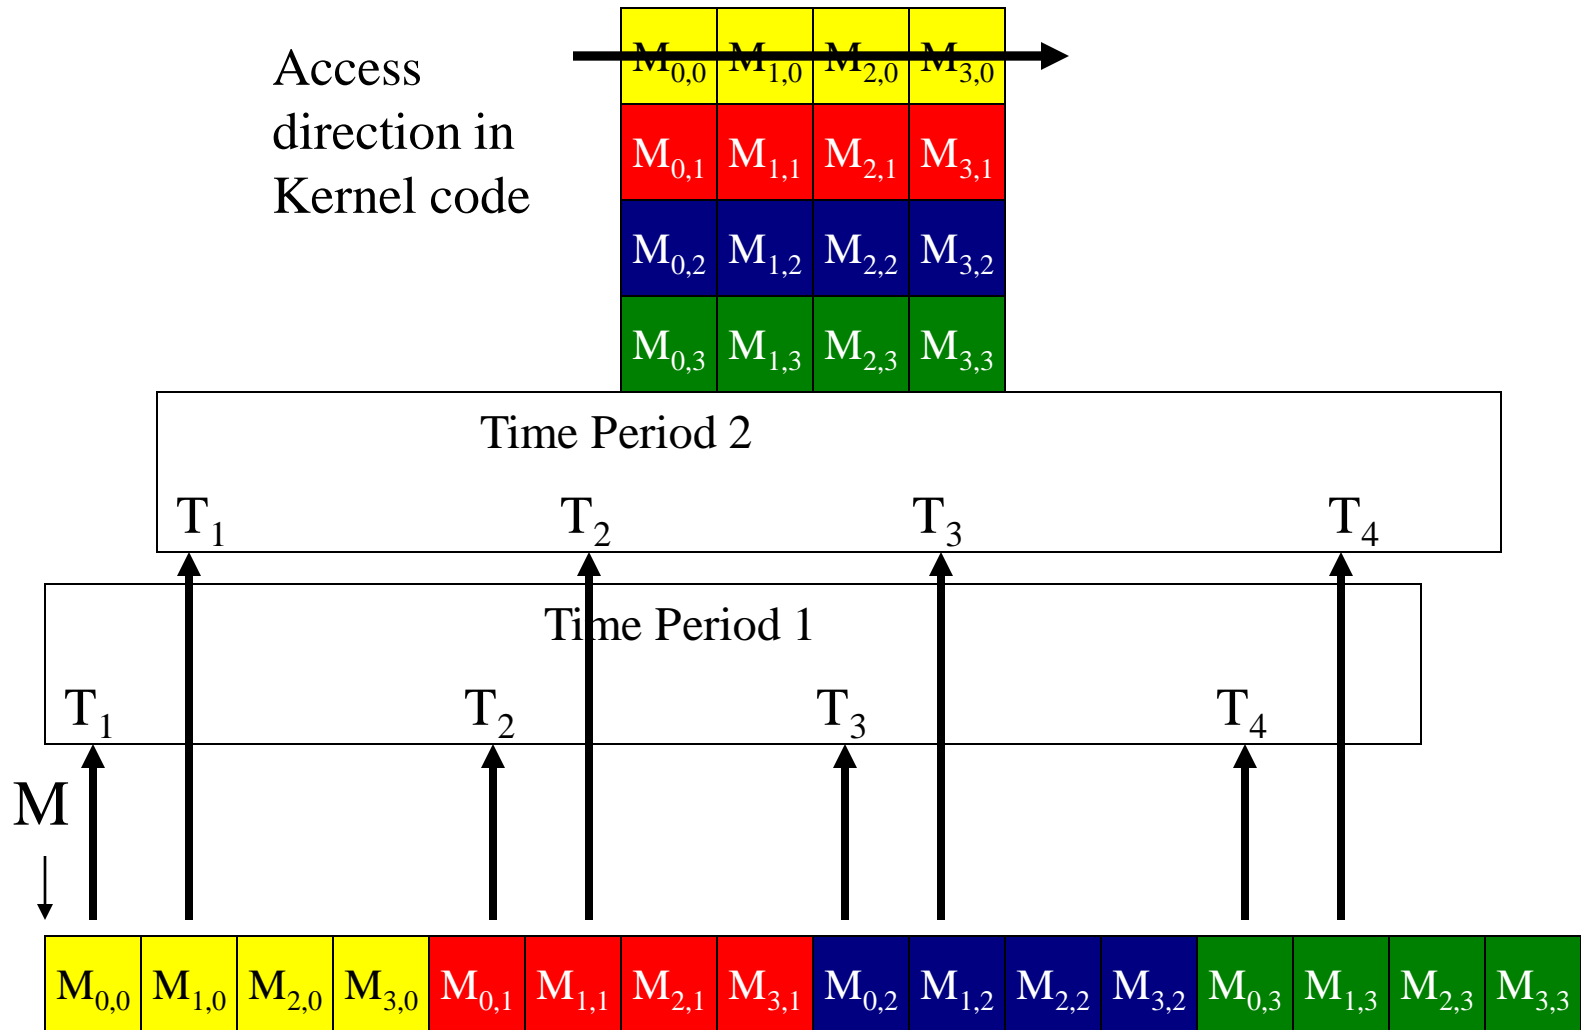 Access
direction in
Kernel code
M0,0 M1,0 M2,0 M3,0
M0,1 M1,1 M2,1 M3,1
M0,2 M1,2 M2,2 M3,2
M0,3 M1,3 M2,3 M3,3
Time Period 2
T1 T2 T3 T4
Time Period 1
T1 T2 T3 T4
M
M0,0 M1,0 M2,0 M3,0 M0,1 M1,1 M2,1 M3,1 M0,2 M1,2 M2,2 M3,2 M0,3 M1,3 M2,3 M3,3